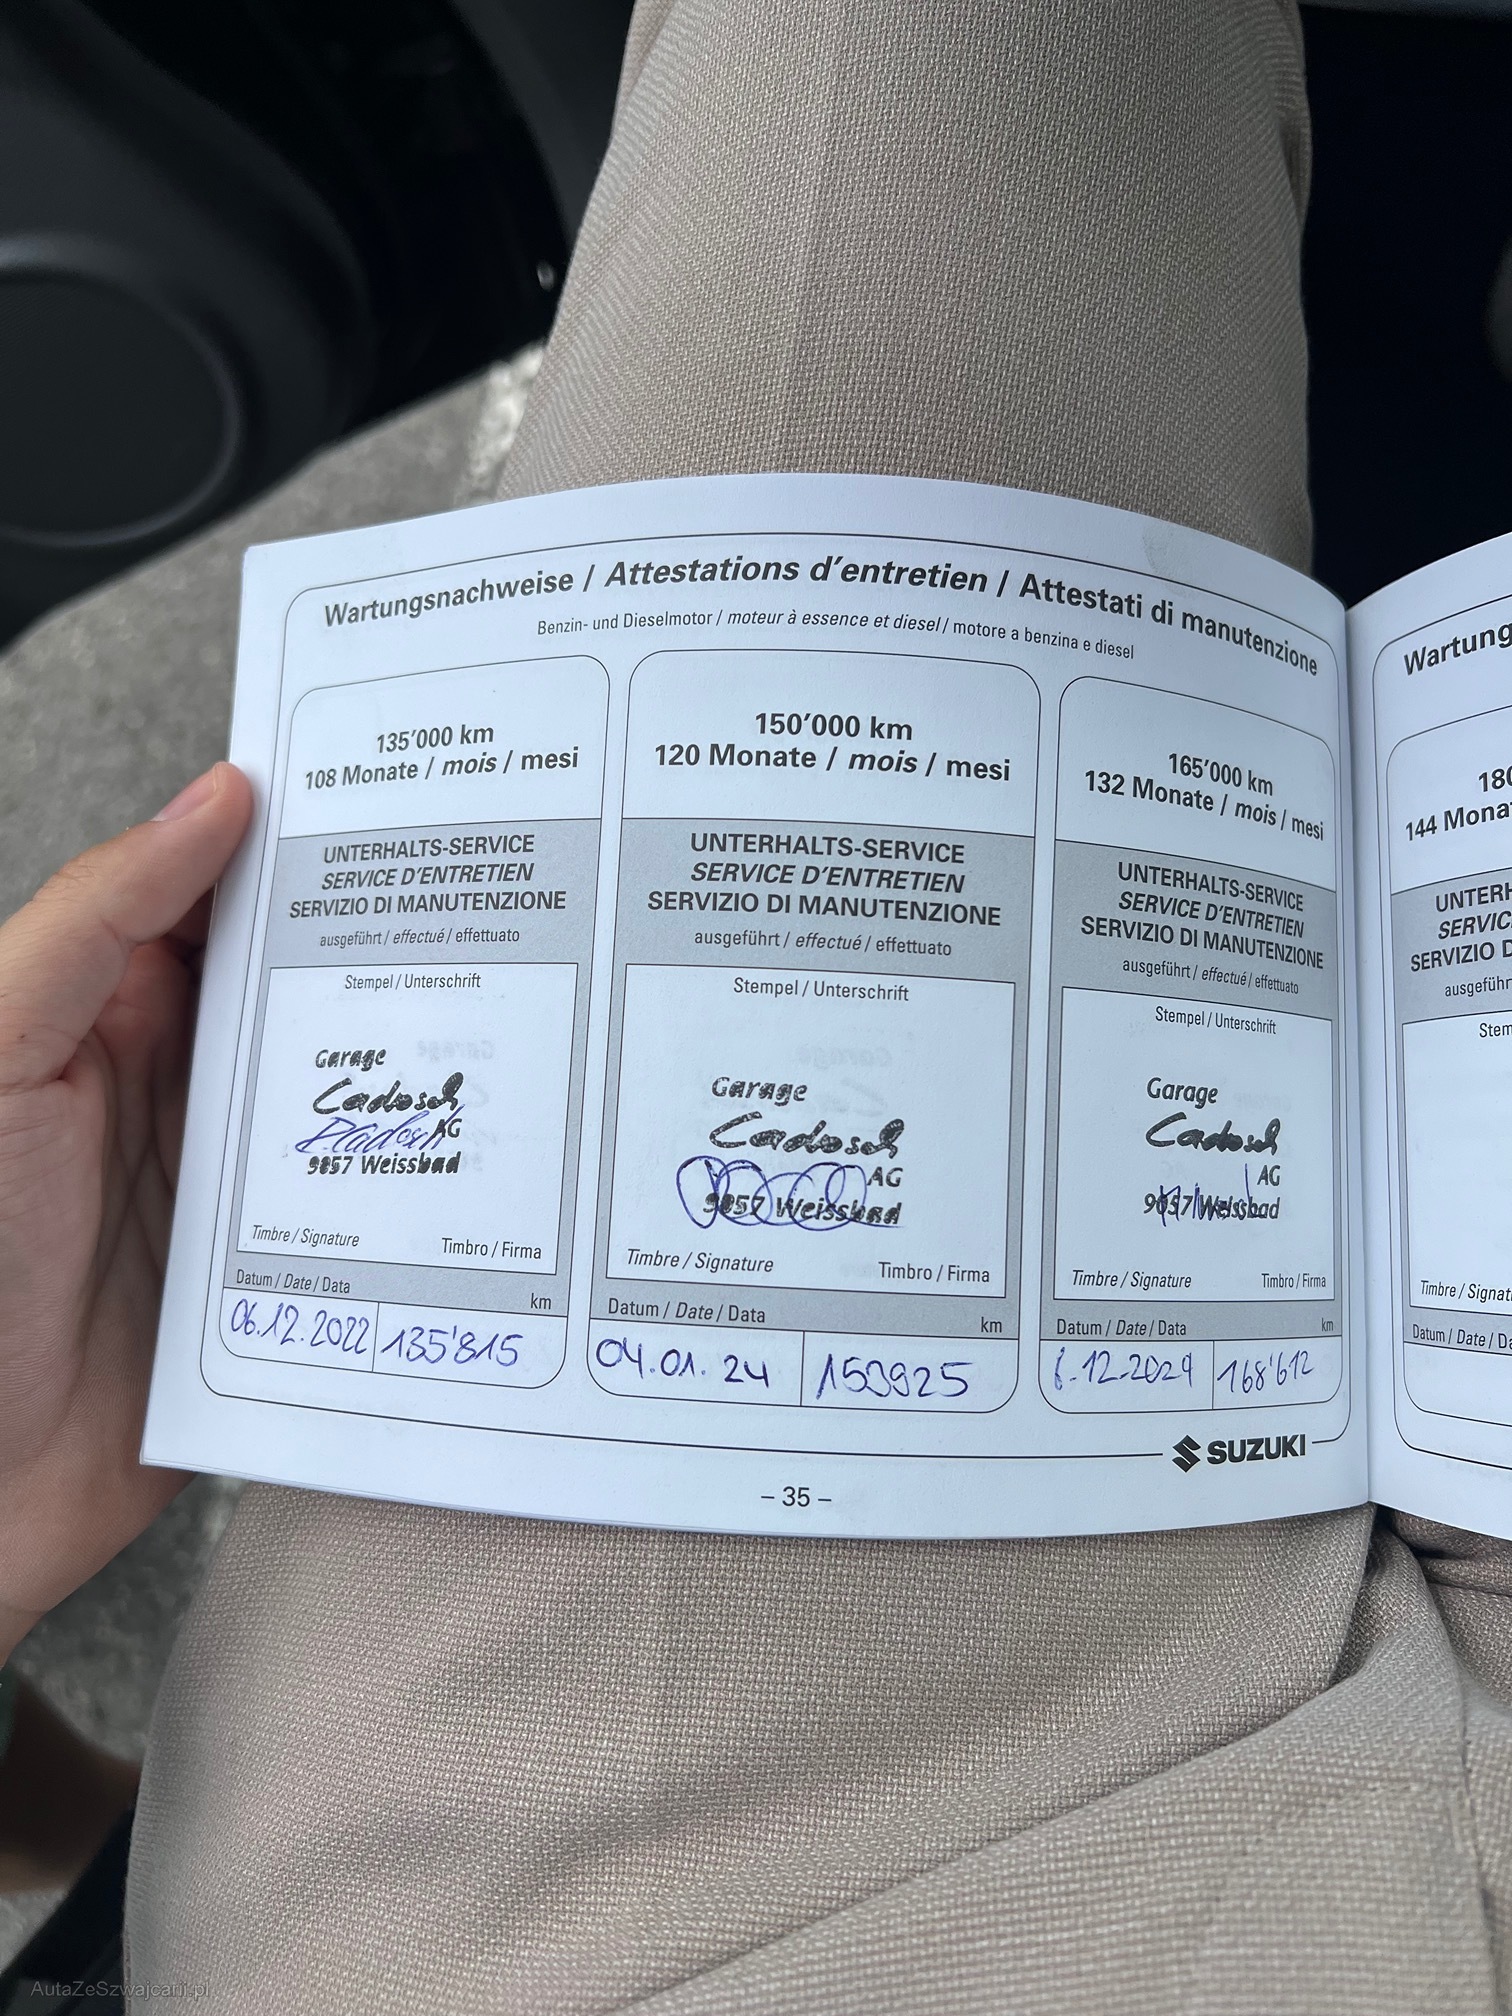 Wartungsnachweise / Attestations d'entretien / Attestati di manutenzione
Benzin- und Dieselmotor / moteur à essence et diesel / motore a benzina e diesel
135'000 km
108 Monate / mois / mesi
UNTERHALTS-SERVICE
SERVICE D'ENTRETIEN
SERVIZIO DI MANUTENZIONE
ausgeführt / effectué / effettuato
Stempel / Unterschrift
Garage
Cadosch
AG
9057 Weissbad
Timbre / Signature Timbro / Firma
Datum / Date / Data km
06.12.2022 135'815
150'000 km
120 Monate / mois / mesi
UNTERHALTS-SERVICE
SERVICE D'ENTRETIEN
SERVIZIO DI MANUTENZIONE
ausgeführt / effectué / effettuato
Stempel / Unterschrift
Garage
Cadosch
AG
9057 Weissbad
Timbre / Signature Timbro / Firma
Datum / Date / Data km
04.01.24 153925
165'000 km
132 Monate / mois / mesi
UNTERHALTS-SERVICE
SERVICE D'ENTRETIEN
SERVIZIO DI MANUTENZIONE
ausgeführt / effectué / effettuato
Stempel / Unterschrift
Garage
Cadosch
AG
9057 Weissbad
Timbre / Signature Timbro / Firma
Datum / Date / Data km
6.12.2024 168'612
SUZUKI
– 35 –
144
Datum / Date /
AutaZeSzwajcarii.pl